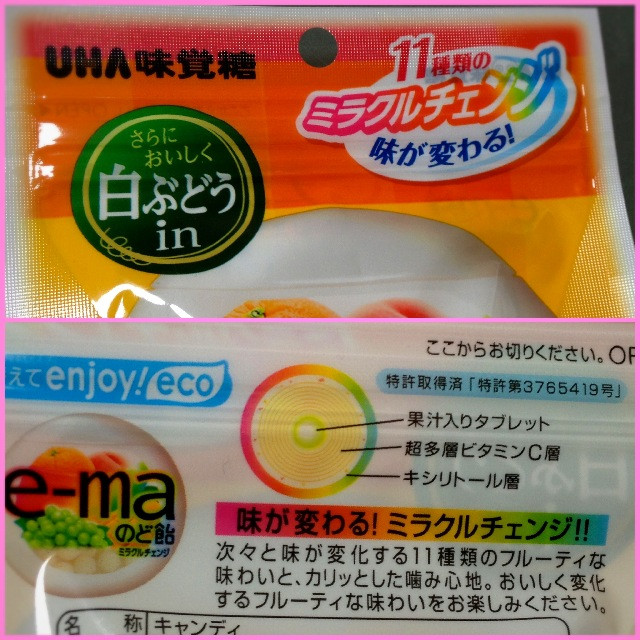 UHA味覚糖
11種類の
ミラクルチェンジ
味が変わる!
さらに
おいしく
白ぶどう
in
ここからお切りください。OP
えて enjoy! eco
特許取得済「特許第3765419号」
果汁入りタブレット
超多層ビタミンC層
キシリトール層
e-ma
のど飴
ミラクルチェンジ
味が変わる! ミラクルチェンジ!!
次々と味が変化する11種類のフルーティな
味わいと、カリッとした噛み心地。おいしく変化
するフルーティな味わいをお楽しみください。
名 称 キャンディ